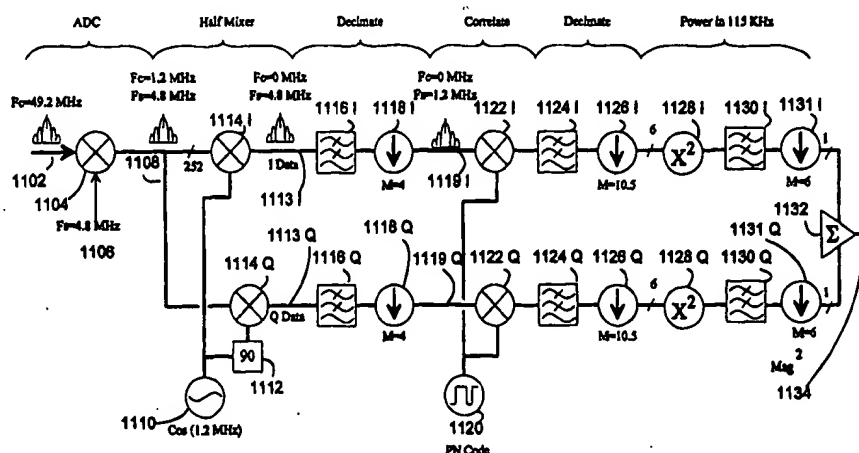 ADC Half Mixer Decimate Correlate Decimate Power in 115 KHz
Fc=1.2 MHz Fc=0 MHz Fc=0 MHz
Fc=49.2 MHz Fs=4.8 MHz Fs=4.8 MHz Fs=1.2 MHz
1114 I 1116 I 1118 I 1122 I 1124 I 1126 I 1128 I 1130 I 1131 I
252 6 X² 1
1102 1108 I Data 1119 I
1104 1113 I M=4 M=10.5 M=6
Fs=4.8 MHz 1132
1106 Σ
1114 Q 1113 Q 1116 Q 1118 Q 1119 Q 1122 Q 1124 Q 1126 Q 1128 Q 1130 Q 1131 Q
6 X² 1
Q Data M=4 M=10.5 M=6
90 1112 Mag²
1110 1120 1134
Cos (1.2 MHz) PN Code